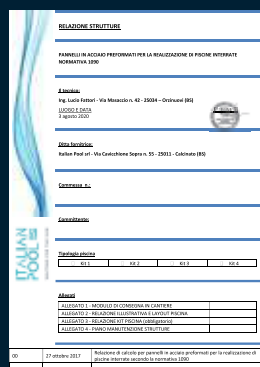 RELAZIONE STRUTTURE
PANNELLI IN ACCIAIO PREFORMATI PER LA REALIZZAZIONE DI PISCINE INTERRATE
NORMATIVA 1090
Il tecnico:
Ing. Lucio Fattori - Via Masaccio n. 42 - 25034 – Orzinuovi (BS)
LUOGO E DATA
3 agosto 2020
Ditta fornitrice:
Italian Pool srl - Via Cavicchione Sopra n. 55 - 25011 - Calcinato (BS)
Commessa n.:
Committente:
Tipologia piscina
Kit 1 Kit 2 Kit 3 Kit 4
Allegati
ALLEGATO 1 - MODULO DI CONSEGNA IN CANTIERE
ALLEGATO 2 - RELAZIONE ILLUSTRATIVA E LAYOUT PISCINA
ALLEGATO 3 - RELAZIONE KIT PISCINA (obbligatorio)
ALLEGATO 4 – PIANO MANUTENZIONE STRUTTURE
ITALIAN
POOL
00 27 ottobre 2017 Relazione di calcolo per pannelli in acciaio preformati per la realizzazione di
piscine interrate secondo la normativa 1090